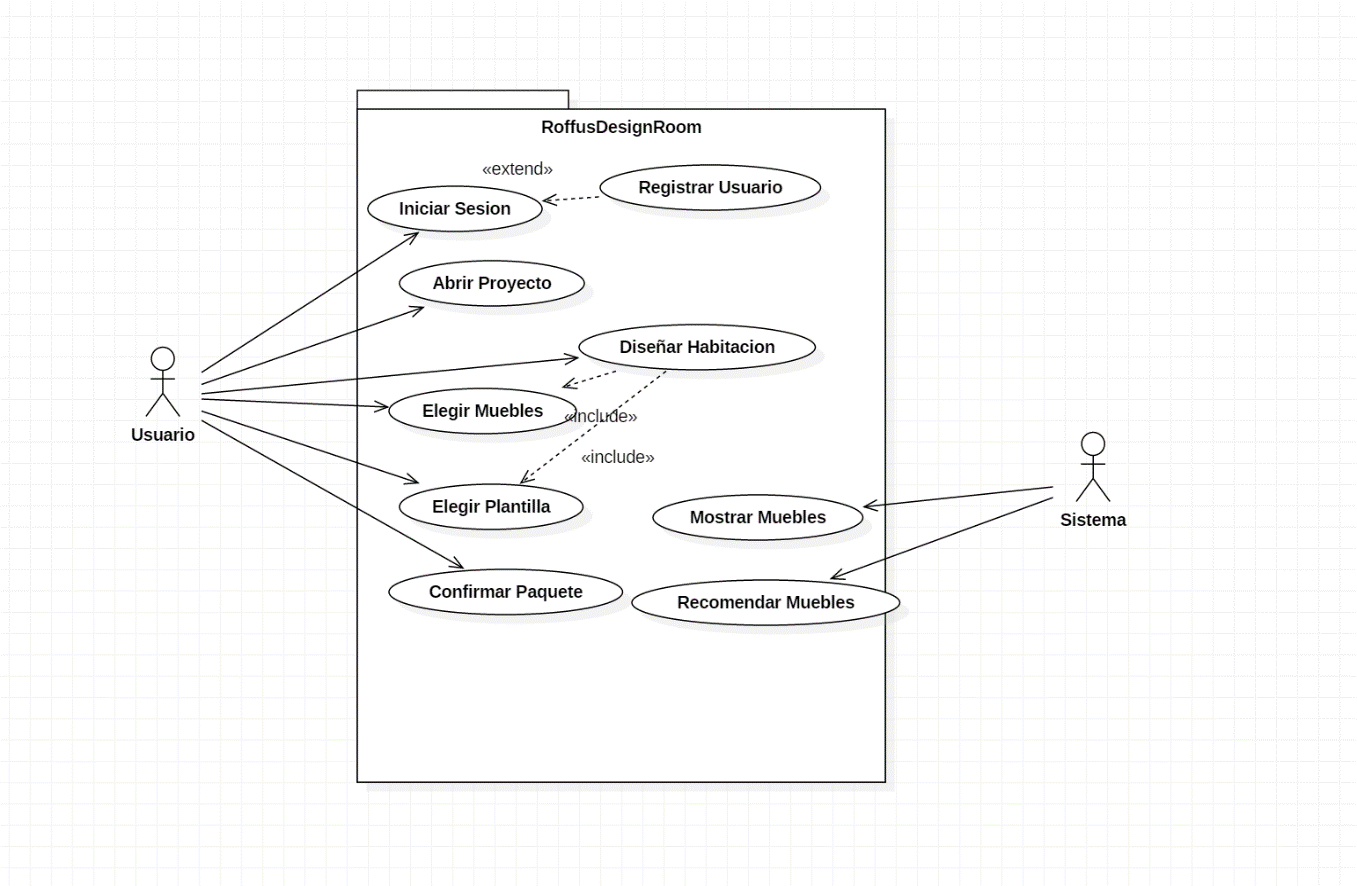 RoffusDesignRoom
«extend»
Registrar Usuario
Iniciar Sesion
Abrir Proyecto
Diseñar Habitacion
Elegir Muebles
«include»
Usuario
«include»
Elegir Plantilla
Mostrar Muebles
Sistema
Confirmar Paquete
Recomendar Muebles